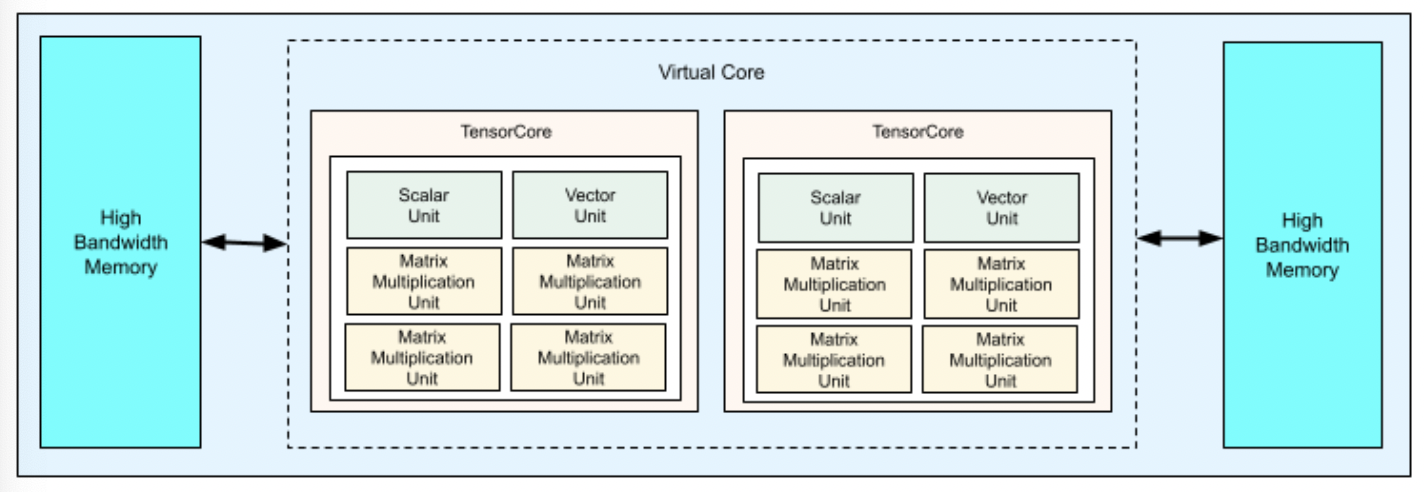 Virtual Core
High
Bandwidth
Memory
TensorCore
Scalar
Unit
Vector
Unit
Matrix
Multiplication
Unit
Matrix
Multiplication
Unit
Matrix
Multiplication
Unit
Matrix
Multiplication
Unit
TensorCore
Scalar
Unit
Vector
Unit
Matrix
Multiplication
Unit
Matrix
Multiplication
Unit
Matrix
Multiplication
Unit
Matrix
Multiplication
Unit
High
Bandwidth
Memory